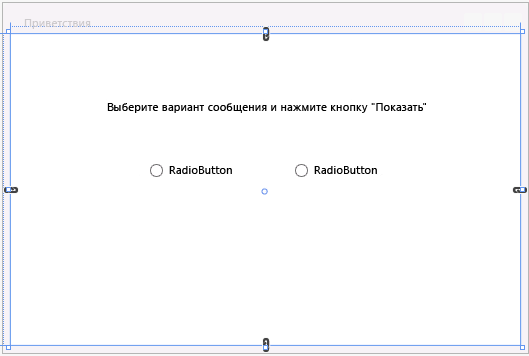 Приветствия
Выберите вариант сообщения и нажмите кнопку "Показать"
RadioButton RadioButton